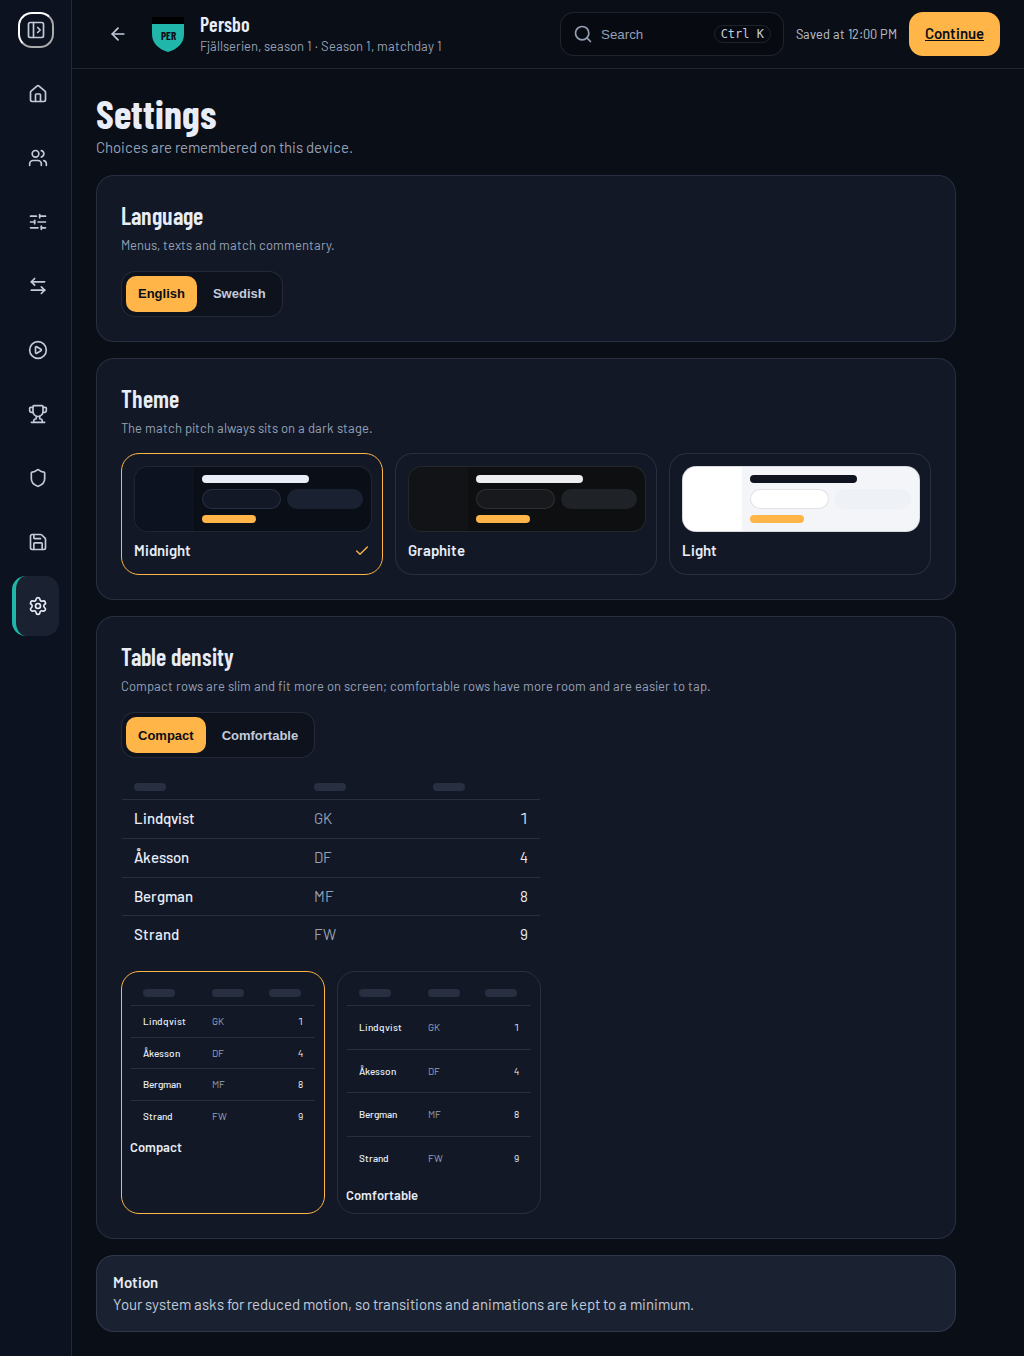 PER
Persbo
Fjällserien, season 1 · Season 1, matchday 1
Search
Ctrl K
Saved at 12:00 PM
Continue
Settings
Choices are remembered on this device.
Language
Menus, texts and match commentary.
English
Swedish
Theme
The match pitch always sits on a dark stage.
Midnight
Graphite
Light
Table density
Compact rows are slim and fit more on screen; comfortable rows have more room and are easier to tap.
Compact
Comfortable
Lindqvist GK 1
Åkesson DF 4
Bergman MF 8
Strand FW 9
Lindqvist GK 1
Åkesson DF 4
Bergman MF 8
Strand FW 9
Compact
Lindqvist GK 1
Åkesson DF 4
Bergman MF 8
Strand FW 9
Comfortable
Motion
Your system asks for reduced motion, so transitions and animations are kept to a minimum.